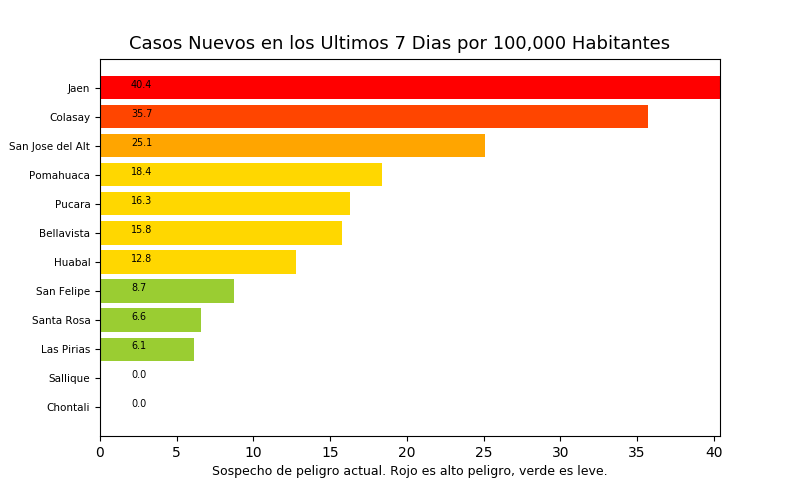 Casos Nuevos en los Ultimos 7 Dias por 100,000 Habitantes
Jaen 40.4
Colasay 35.7
San Jose del Alt 25.1
Pomahuaca 18.4
Pucara 16.3
Bellavista 15.8
Huabal 12.8
San Felipe 8.7
Santa Rosa 6.6
Las Pirias 6.1
Sallique 0.0
Chontali 0.0
0 5 10 15 20 25 30 35 40
Sospecho de peligro actual. Rojo es alto peligro, verde es leve.